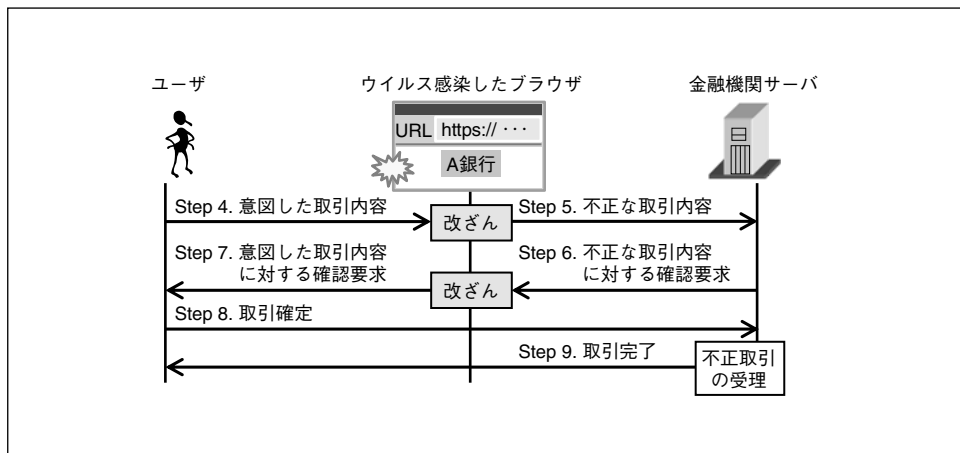 ユーザ
ウイルス感染したブラウザ
金融機関サーバ
URL https:// ･･･
A銀行
Step 4. 意図した取引内容
改ざん
Step 5. 不正な取引内容
Step 7. 意図した取引内容
に対する確認要求
改ざん
Step 6. 不正な取引内容
に対する確認要求
Step 8. 取引確定
Step 9. 取引完了
不正取引
の受理